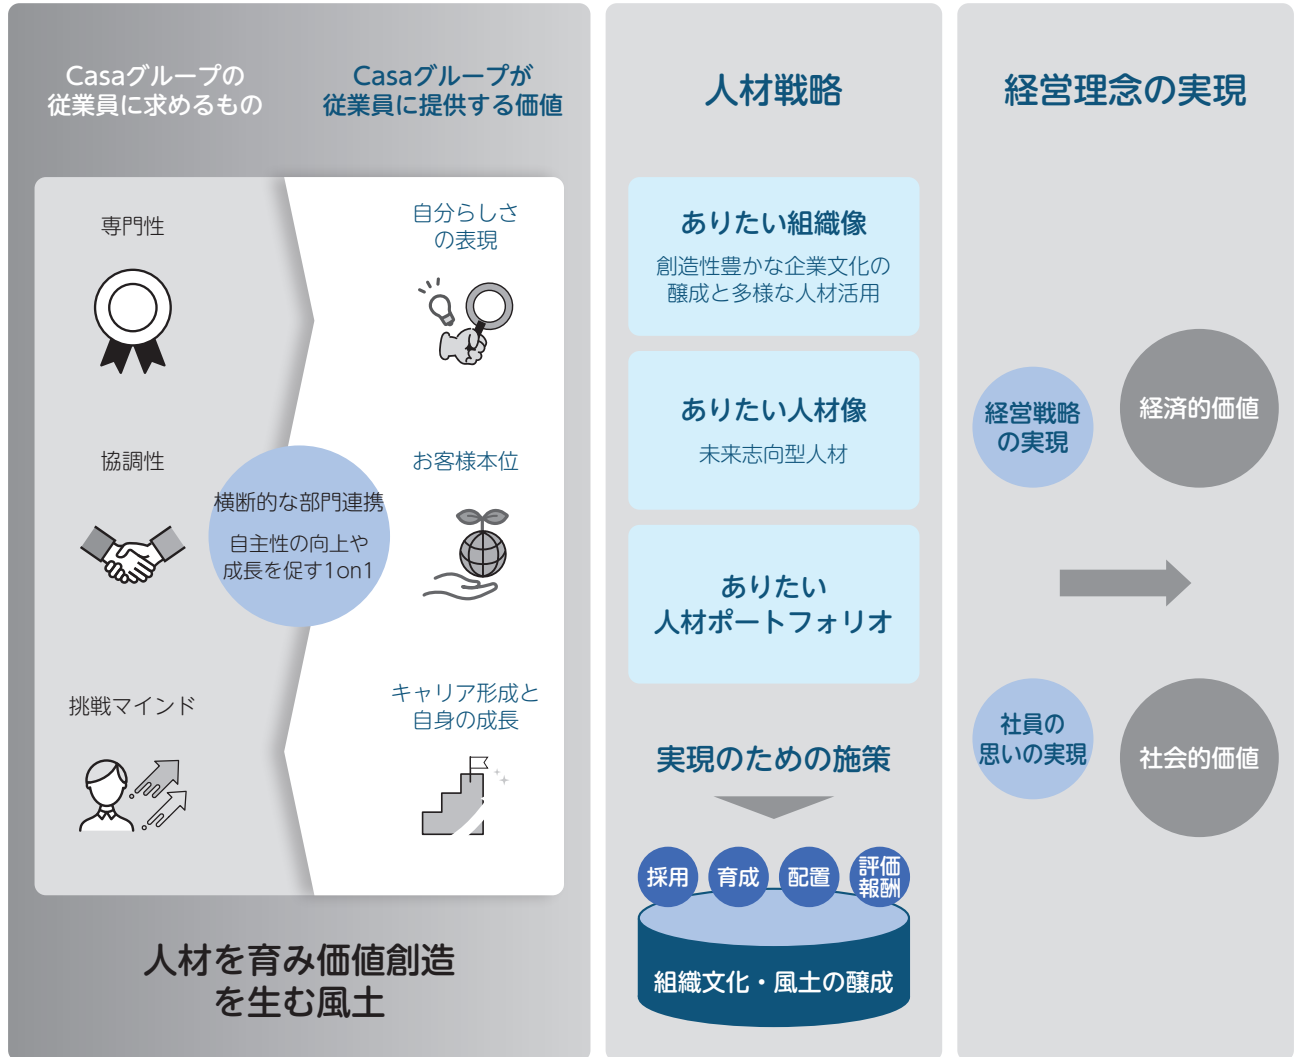 Casaグループの
従業員に求めるもの
Casaグループが
従業員に提供する価値
専門性
自分らしさ
の表現
協調性
お客様本位
横断的な部門連携
自主性の向上や
成長を促す1on1
挑戦マインド
キャリア形成と
自身の成長
人材を育み価値創造
を生む風土
人材戦略
ありたい組織像
創造性豊かな企業文化の
醸成と多様な人材活用
ありたい人材像
未来志向型人材
ありたい
人材ポートフォリオ
実現のための施策
採用
育成
配置
評価
報酬
組織文化・風土の醸成
経営理念の実現
経営戦略
の実現
経済的価値
社員の
思いの実現
社会的価値